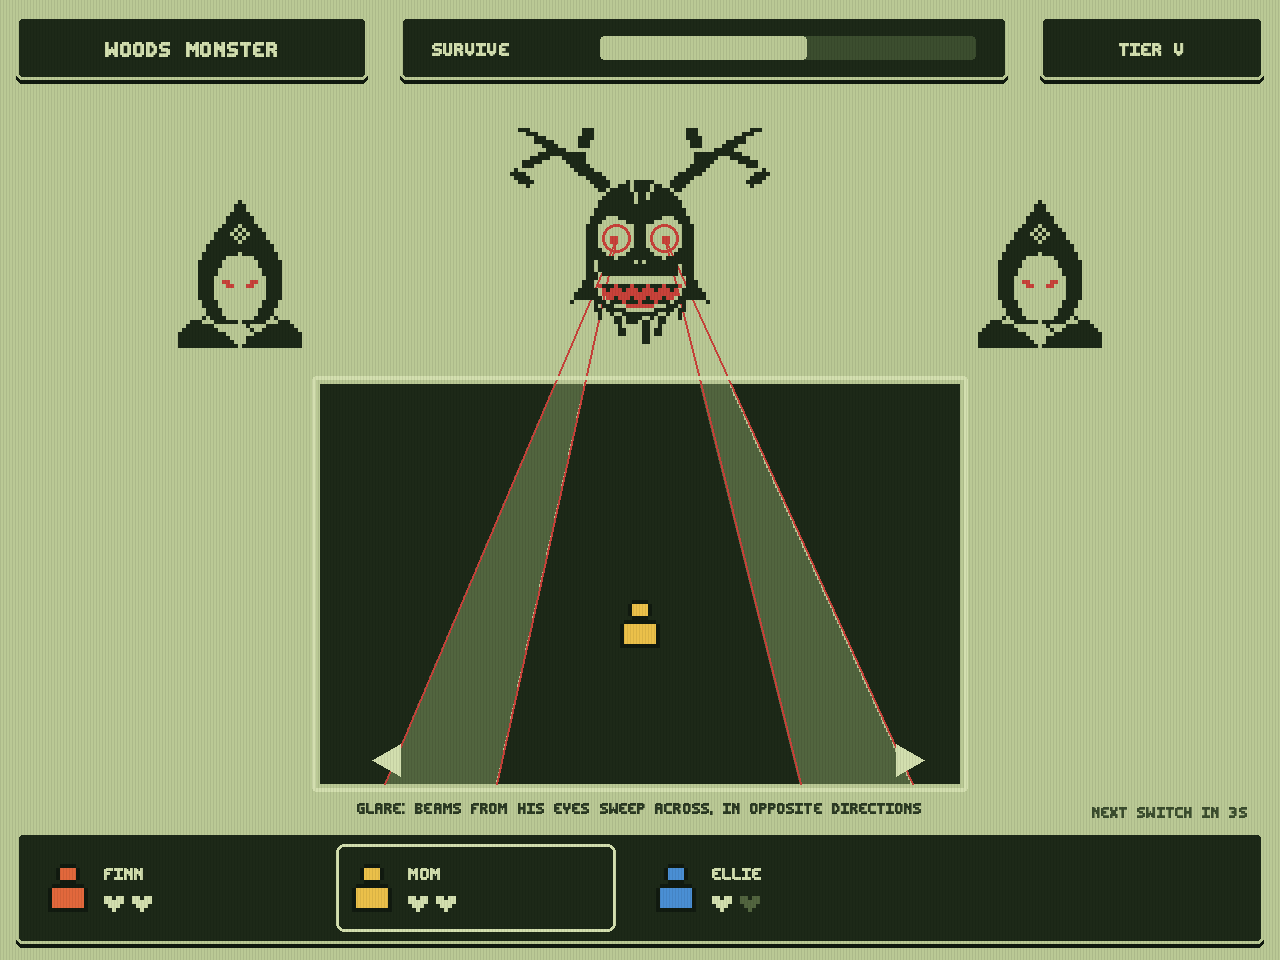 WOODS MONSTER
SURVIVE
TIER V
GLARE: BEAMS FROM HIS EYES SWEEP ACROSS, IN OPPOSITE DIRECTIONS
NEXT SWITCH IN 3S
FINN
MOM
ELLIE